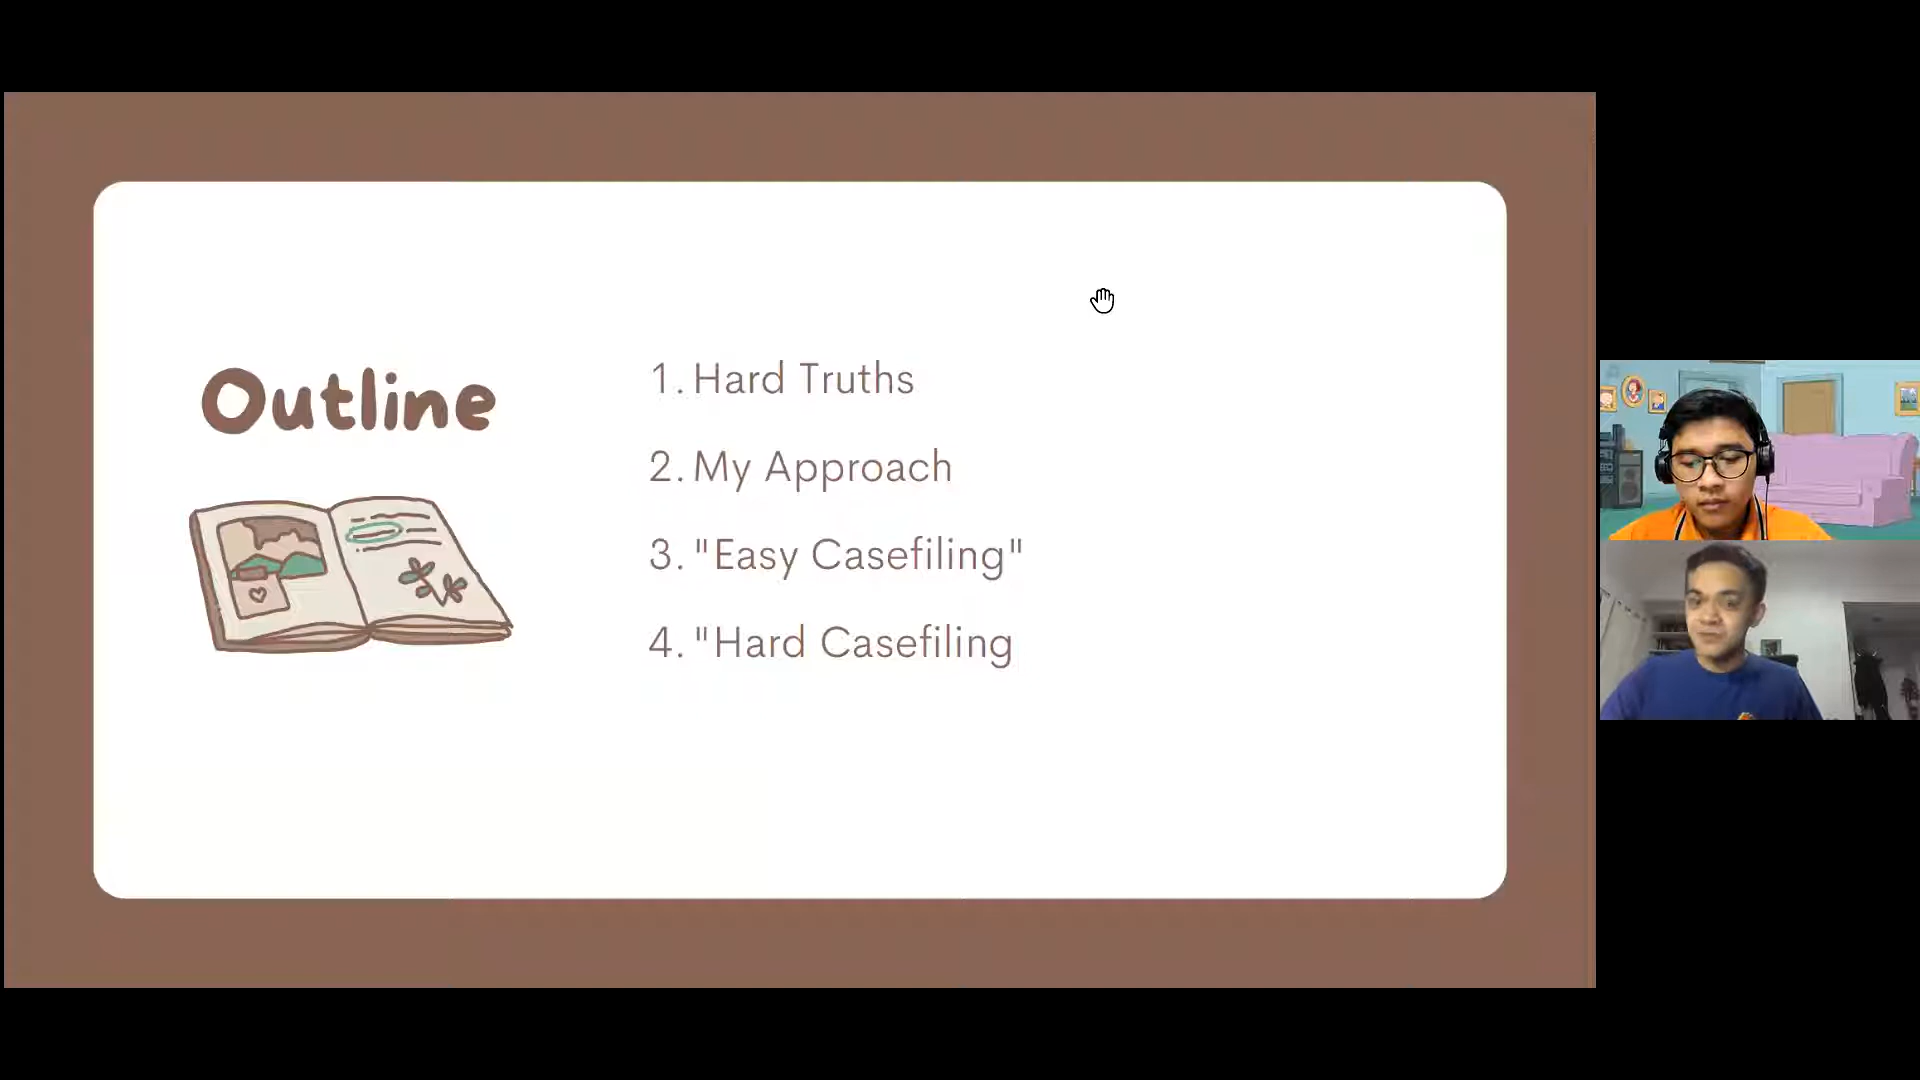 Outline
1. Hard Truths
2. My Approach
3. "Easy Casefiling"
4. "Hard Casefiling